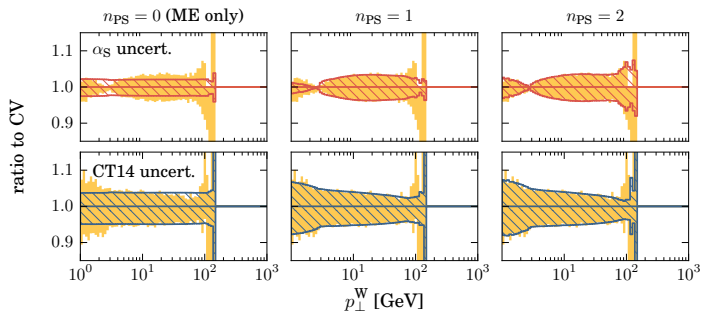 n_PS = 0 (ME only) n_PS = 1 n_PS = 2
ratio to CV
1.1
1.0
0.9
α_S uncert.
1.1
1.0
0.9
CT14 uncert.
10^0 10^1 10^2 10^3 10^1 10^2 10^3 10^1 10^2 10^3
p_⊥^W [GeV]